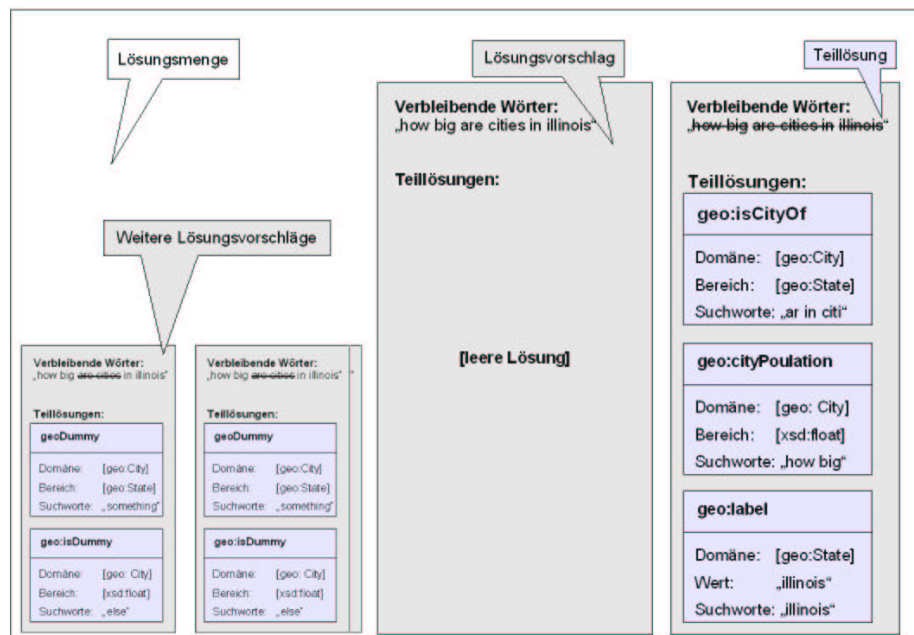 Lösungsmenge
Lösungsvorschlag
Teillösung
Weitere Lösungsvorschläge
Verbleibende Wörter:
„how big are cities in illinois“
Teillösungen:
geoDummy
Domäne: [geo:City]
Bereich: [geo:State]
Suchworte: „something“
geo:isDummy
Domäne: [geo: City]
Bereich: [xsd:float]
Suchworte: „else“
Verbleibende Wörter:
„how big are cities in illinois“ “
Teillösungen:
geoDummy
Domäne: [geo:City]
Bereich: [geo:State]
Suchworte: „something“
geo:isDummy
Domäne: [geo: City]
Bereich: [xsd:float]
Suchworte: „else“
Verbleibende Wörter:
„how big are cities in illinois“
Teillösungen:
[leere Lösung]
Verbleibende Wörter:
„how big are cities in illinois“
Teillösungen:
geo:isCityOf
Domäne: [geo:City]
Bereich: [geo:State]
Suchworte: „ar in citi“
geo:cityPoulation
Domäne: [geo: City]
Bereich: [xsd:float]
Suchworte: „how big“
geo:label
Domäne: [geo:State]
Wert: „illinois“
Suchworte: „illinois“